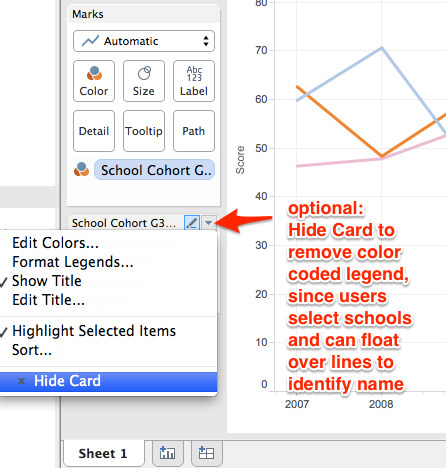 Marks
Automatic
Color
Size
Abc
123
Label
Detail
Tooltip
Path
School Cohort G..
School Cohort G3...
Edit Colors...
Format Legends...
✓ Show Title
Edit Title...
✓ Highlight Selected Items
Sort...
× Hide Card
optional:
Hide Card to
remove color
coded legend,
since users
select schools
and can float
over lines to
identify name
Score
80
70
60
50
40
30
20
10
0
2007
2008
Sheet 1